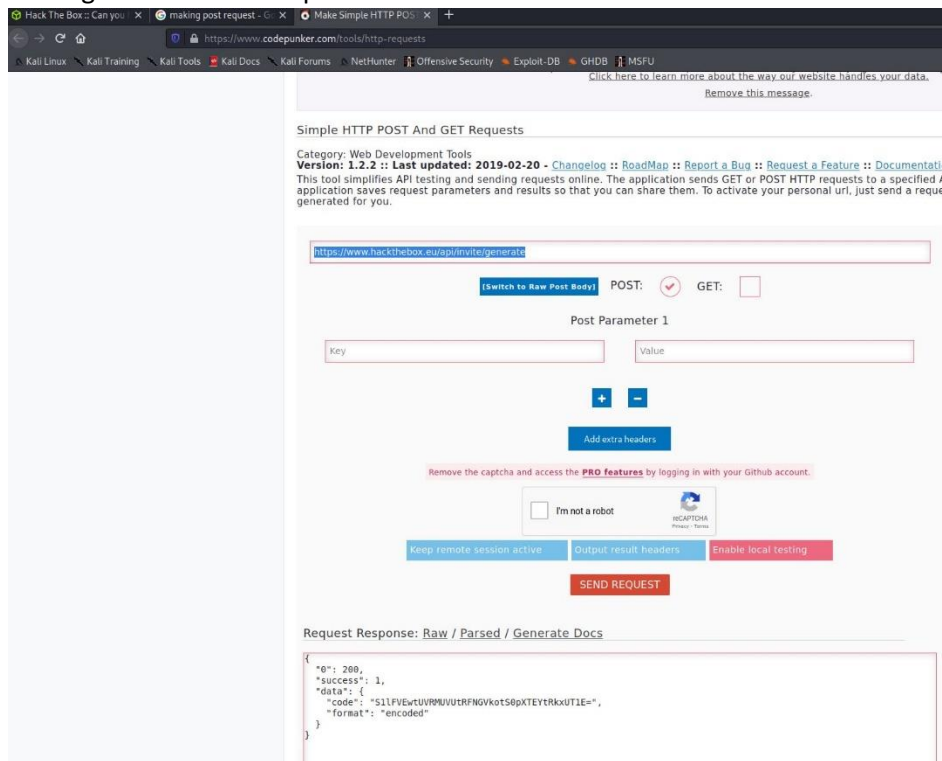 Hack The Box :: Can you
making post request - G
Make Simple HTTP POS
https://www.codepunker.com/tools/http-requests
Kali Linux Kali Training Kali Tools Kali Docs Kali Forums NetHunter Offensive Security Exploit-DB GHDB MSFU
Click here to learn more about the way our website handles your data.
Remove this message.
Simple HTTP POST And GET Requests
Category: Web Development Tools
Version: 1.2.2 :: Last updated: 2019-02-20 - Changelog :: RoadMap :: Report a Bug :: Request a Feature :: Documentati
This tool simplifies API testing and sending requests online. The application sends GET or POST HTTP requests to a specified A
application saves request parameters and results so that you can share them. To activate your personal url, just send a reque
generated for you.
https://www.hackthebox.eu/api/invite/generate
[Switch to Raw Post Body] POST: GET:
Post Parameter 1
Key Value
+ −
Add extra headers
Remove the captcha and access the PRO features by logging in with your Github account.
I'm not a robot
reCAPTCHA
Privacy - Terms
Keep remote session active Output result headers Enable local testing
SEND REQUEST
Request Response: Raw / Parsed / Generate Docs
{
"0": 200,
"success": 1,
"data": {
"code": "S1lFVEwtUVRMUVUtRFNGVkotS0pXTEYtRkxUT1E=",
"format": "encoded"
}
}